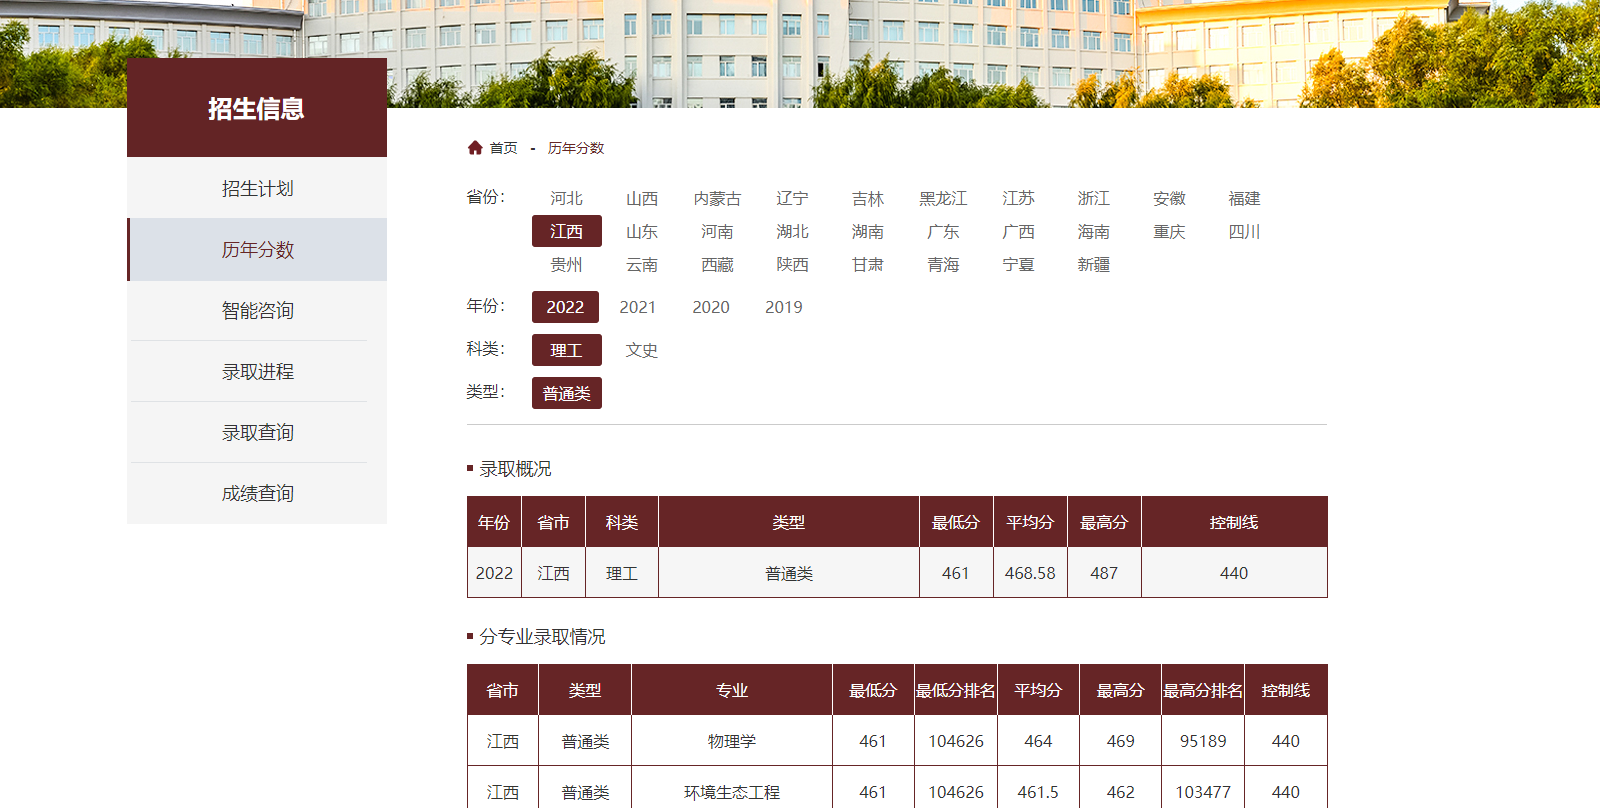 招生信息
招生计划
历年分数
智能咨询
录取进程
录取查询
成绩查询
首页 - 历年分数
省份： 河北 山西 内蒙古 辽宁 吉林 黑龙江 江苏 浙江 安徽 福建
江西 山东 河南 湖北 湖南 广东 广西 海南 重庆 四川
贵州 云南 西藏 陕西 甘肃 青海 宁夏 新疆
年份： 2022 2021 2020 2019
科类： 理工 文史
类型： 普通类
录取概况
年份 省市 科类 类型 最低分 平均分 最高分 控制线
2022 江西 理工 普通类 461 468.58 487 440
分专业录取情况
省市 类型 专业 最低分 最低分排名 平均分 最高分 最高分排名 控制线
江西 普通类 物理学 461 104626 464 469 95189 440
江西 普通类 环境生态工程 461 104626 461.5 462 103477 440